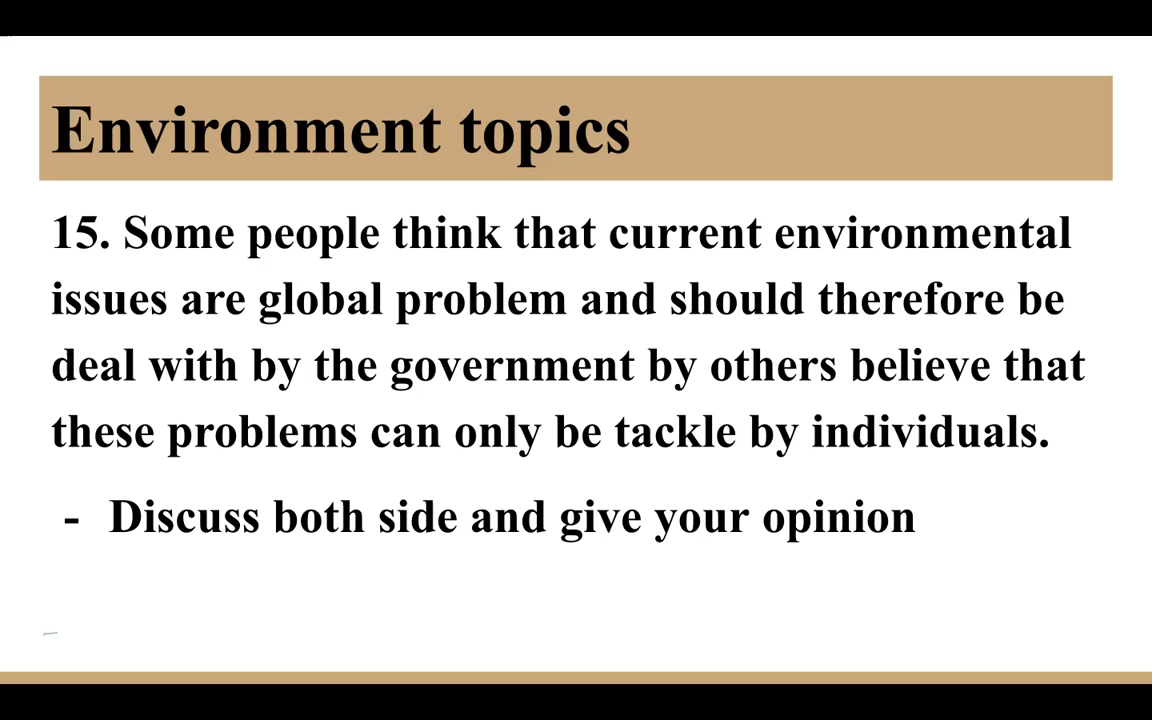 Environment topics
15. Some people think that current environmental
issues are global problem and should therefore be
deal with by the government by others believe that
these problems can only be tackle by individuals.
- Discuss both side and give your opinion